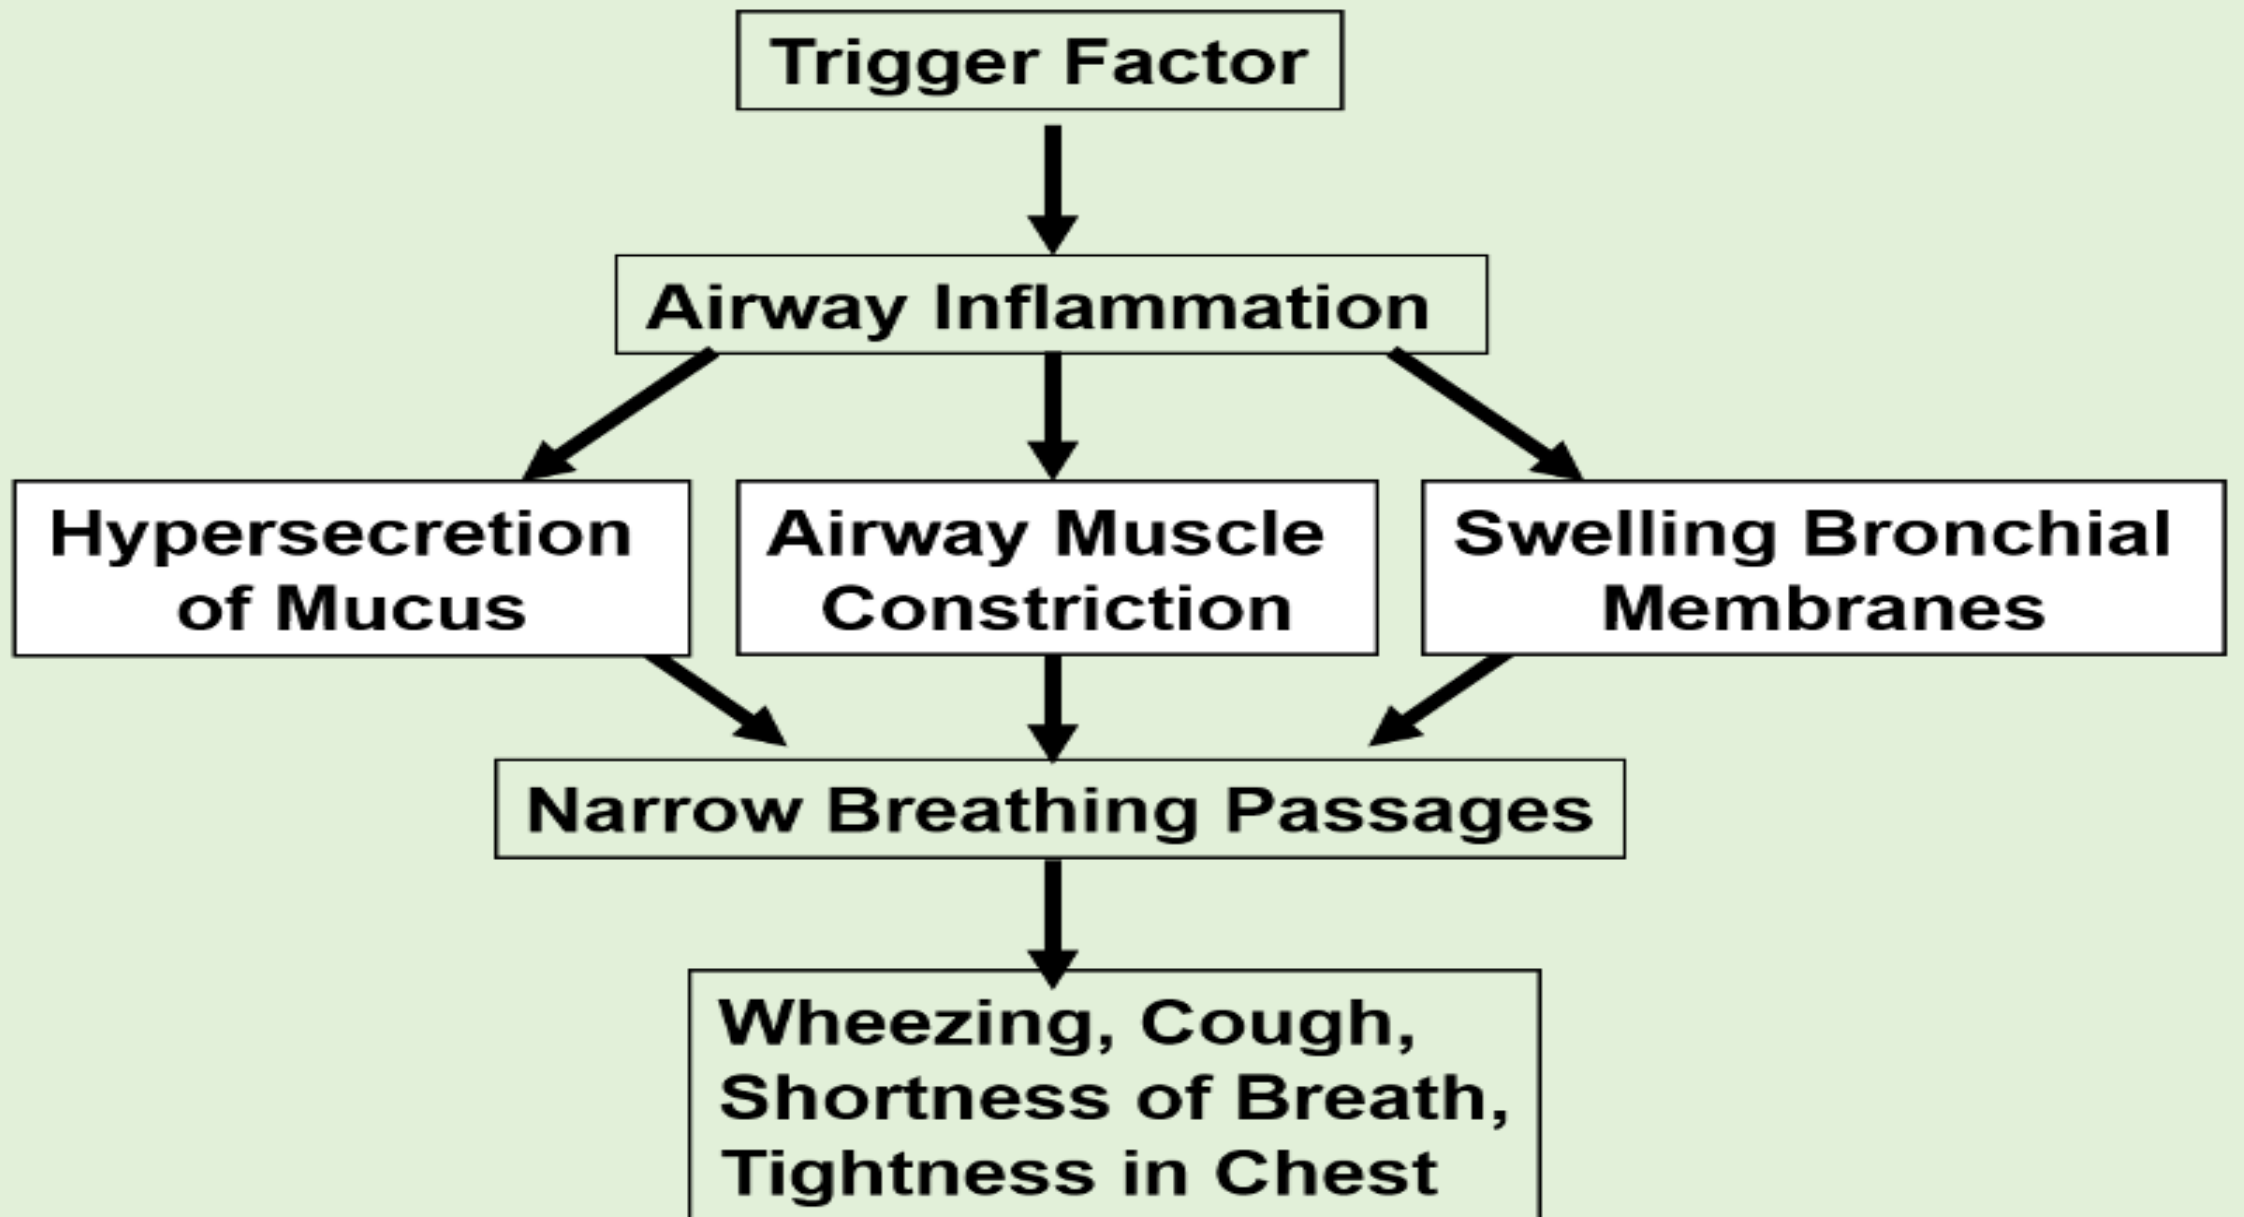 Trigger Factor
Airway Inflammation
Hypersecretion
of Mucus
Airway Muscle
Constriction
Swelling Bronchial
Membranes
Narrow Breathing Passages
Wheezing, Cough,
Shortness of Breath,
Tightness in Chest